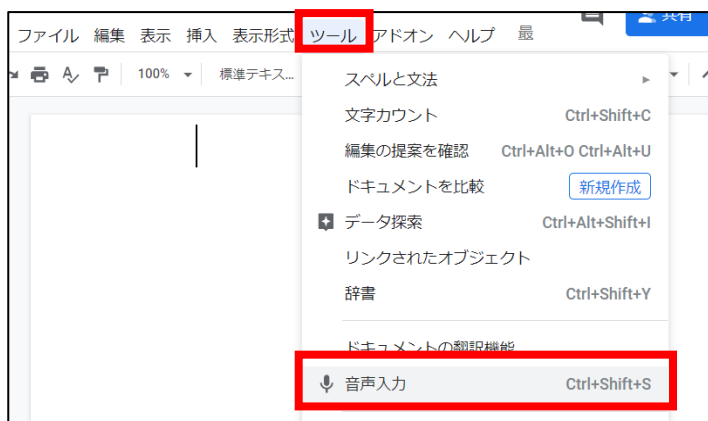 共有
ファイル 編集 表示 挿入 表示形式 ツール アドオン ヘルプ 最
100% 標準テキス...
スペルと文法
文字カウント Ctrl+Shift+C
編集の提案を確認 Ctrl+Alt+O Ctrl+Alt+U
ドキュメントを比較 新規作成
データ探索 Ctrl+Alt+Shift+I
リンクされたオブジェクト
辞書 Ctrl+Shift+Y
ドキュメントの翻訳機能
音声入力 Ctrl+Shift+S